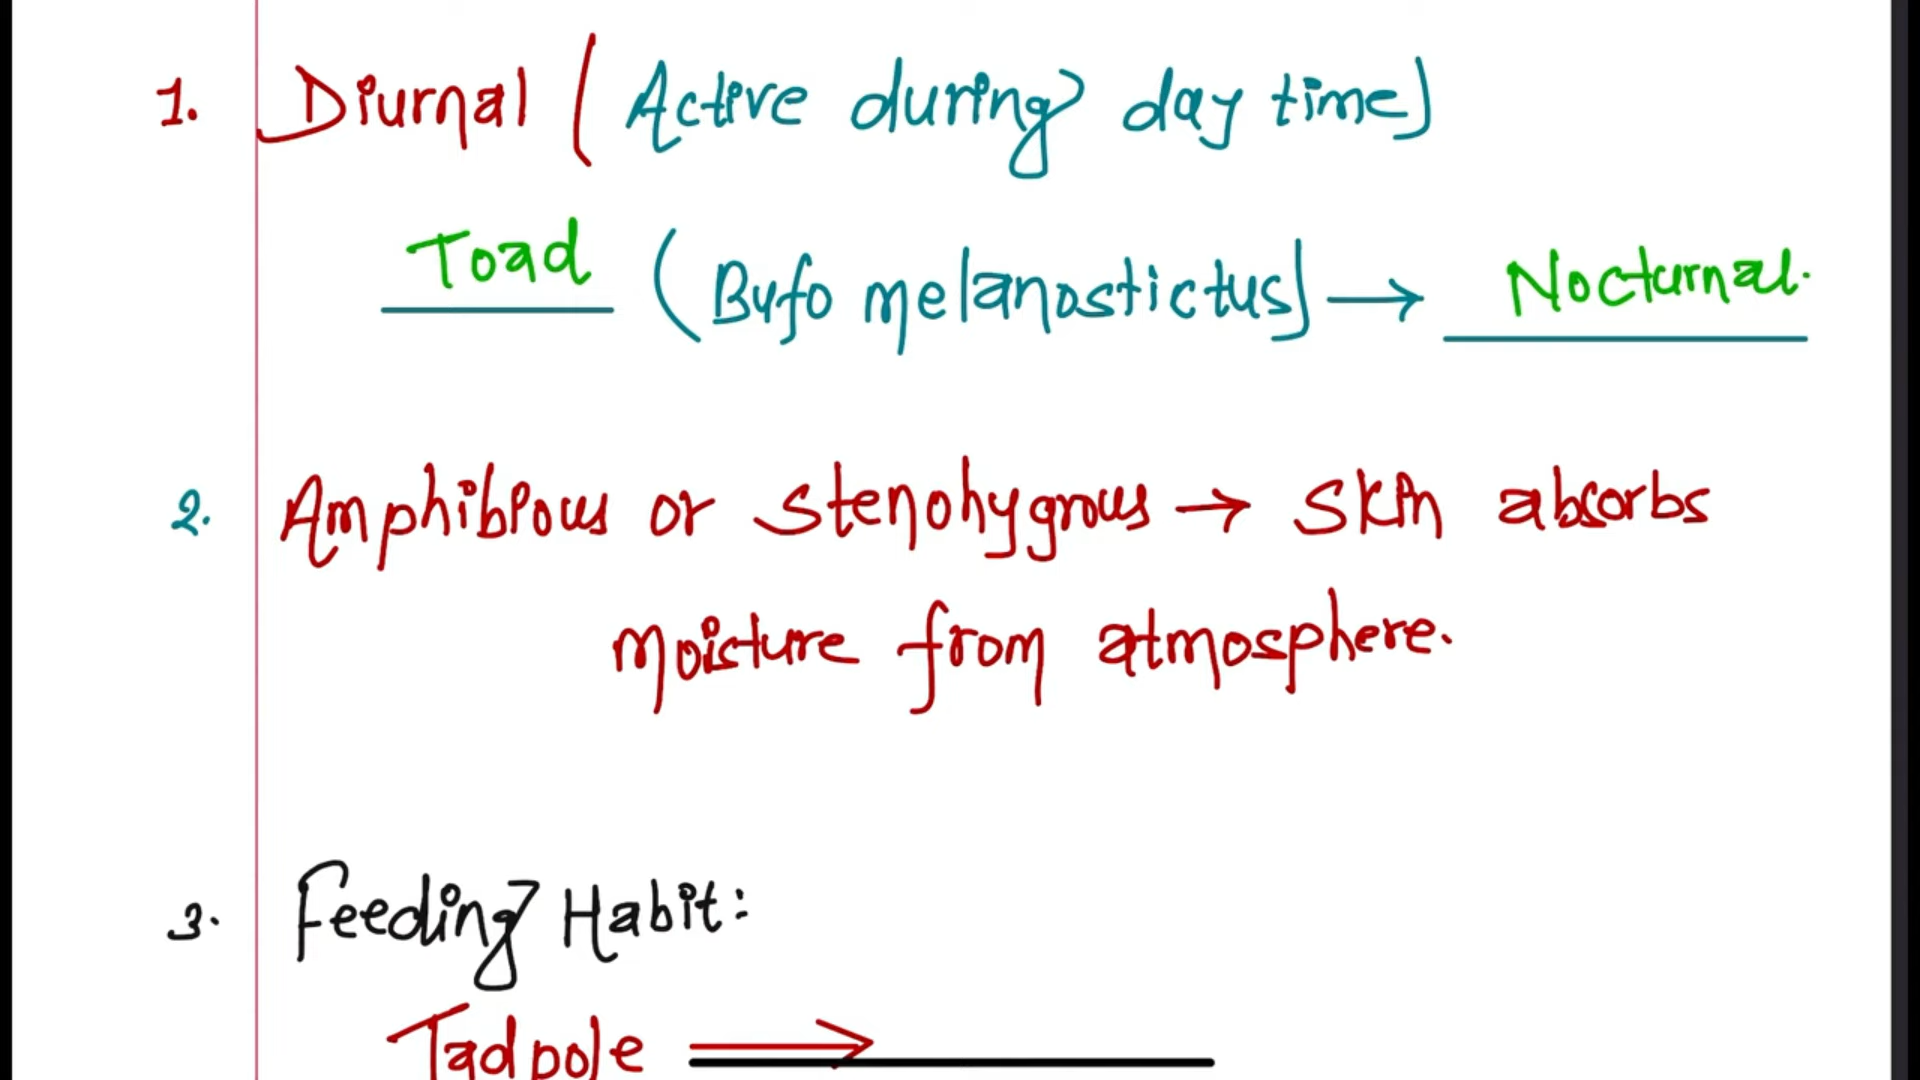 1. Diurnal (Active during day time)
Toad (Bufo melanostictus) → Nocturnal.
2. Amphibious or stenohygrous → skin absorbs
moisture from atmosphere.
3. Feeding Habit:
Tadpole ⇒